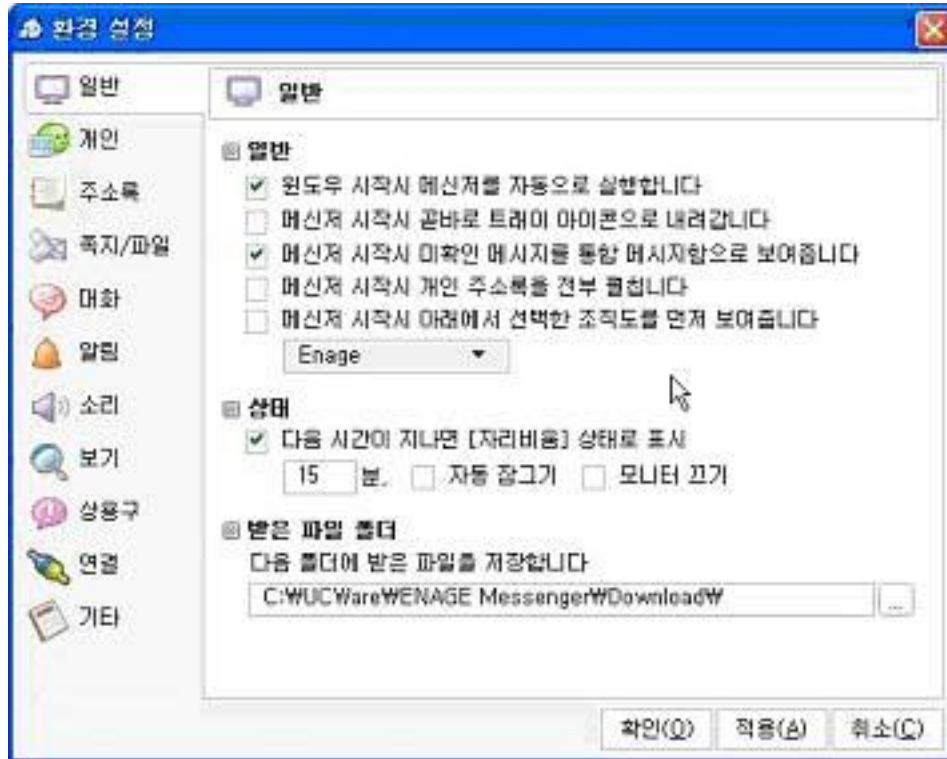 환경 설정
일반
개인
주소록
쪽지/파일
대화
알림
소리
보기
상용구
연결
기타
일반
일반
윈도우 시작시 메신저를 자동으로 실행합니다
메신저 시작시 곧바로 트래이 아이콘으로 내려갑니다
메신저 시작시 미확인 메시지를 통합 메시지함으로 보여줍니다
메신저 시작시 개인 주소록을 전부 펼칩니다
메신저 시작시 아래에서 선택한 조직도를 먼저 보여줍니다
Enage
상태
다음 시간이 지나면 [자리비움] 상태로 표시
15 분, 자동 잠그기 모니터 끄기
받은 파일 폴더
다음 폴더에 받은 파일를 저장합니다
C:₩UCWare₩ENAGE Messenger₩Download₩
...
확인(O) 적용(A) 취소(C)